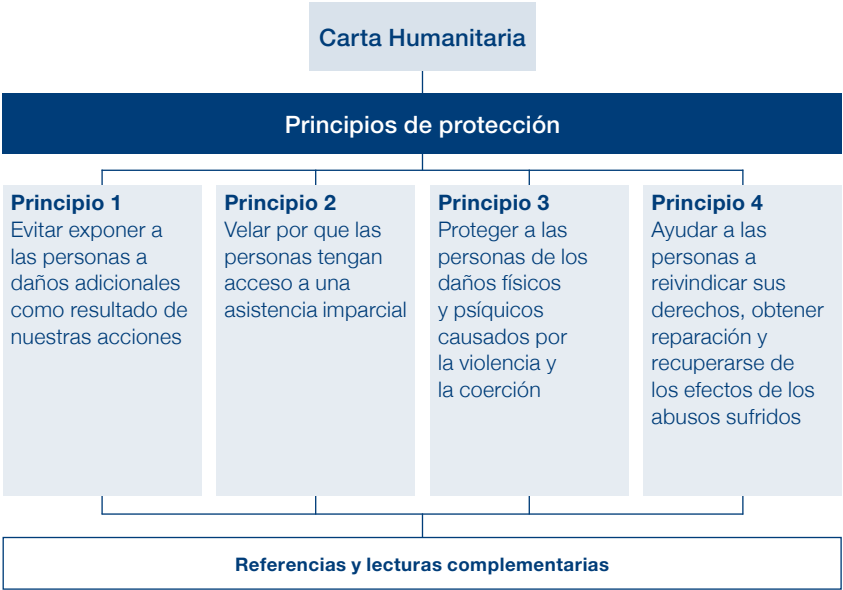 Carta Humanitaria
Principios de protección
Principio 1
Evitar exponer a
las personas a
daños adicionales
como resultado de
nuestras acciones
Principio 2
Velar por que las
personas tengan
acceso a una
asistencia imparcial
Principio 3
Proteger a las
personas de los
daños físicos
y psíquicos
causados por
la violencia y
la coerción
Principio 4
Ayudar a las
personas a
reivindicar sus
derechos, obtener
reparación y
recuperarse de
los efectos de los
abusos sufridos
Referencias y lecturas complementarias